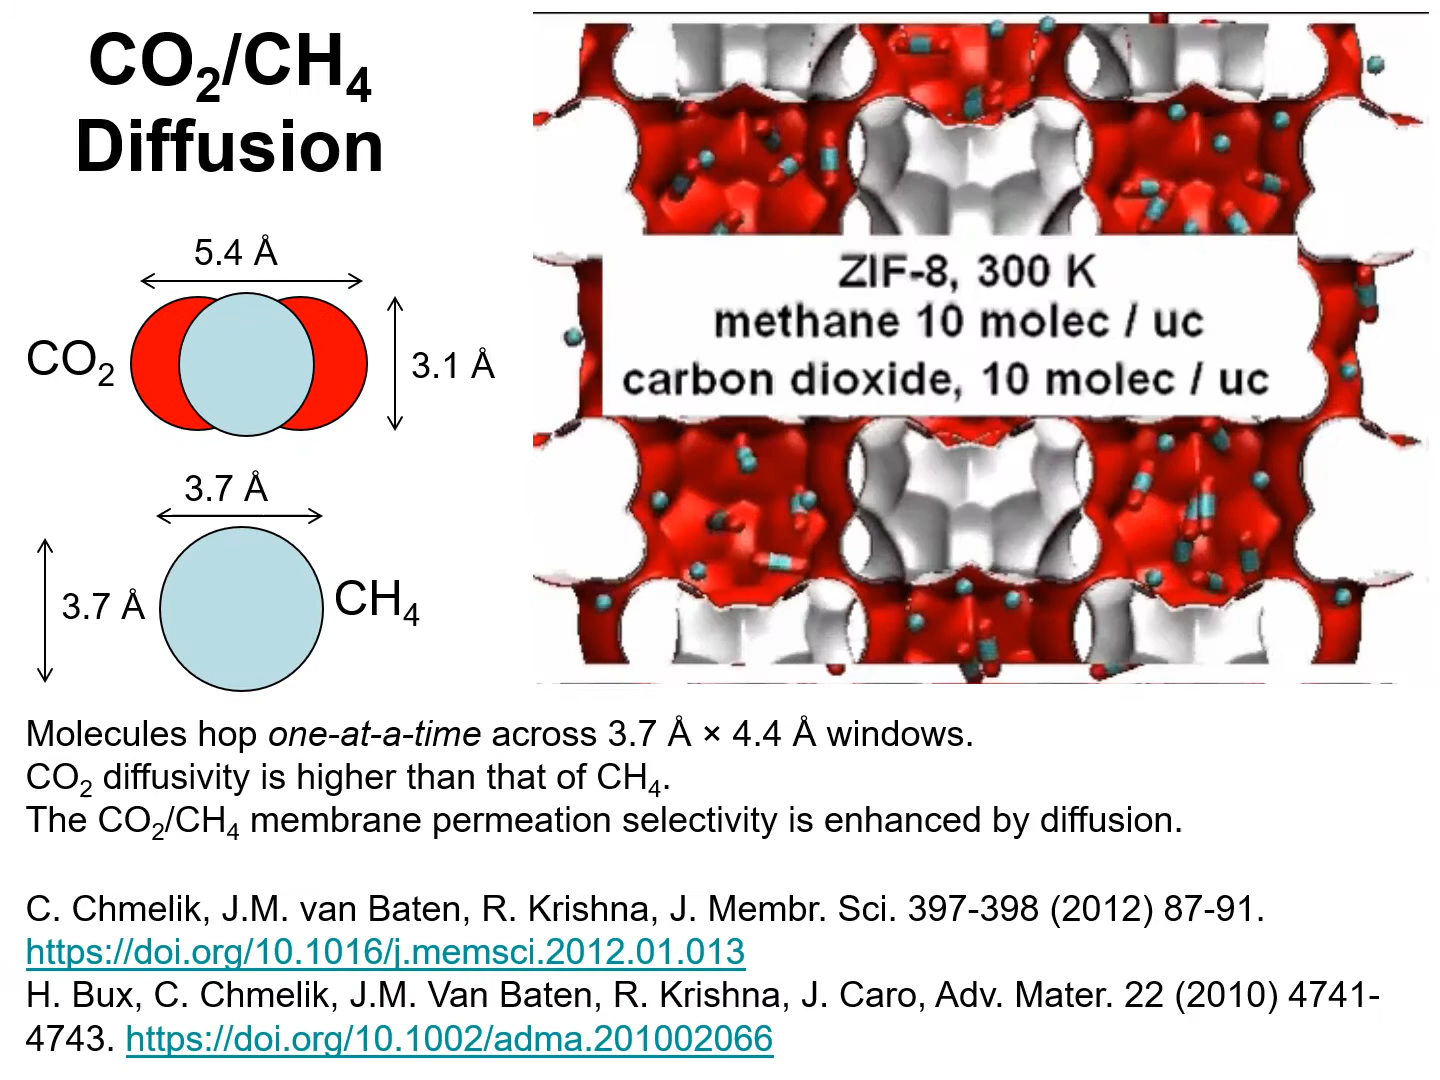 CO₂/CH₄
Diffusion
5.4 Å
CO₂
3.1 Å
3.7 Å
3.7 Å
CH₄
ZIF-8, 300 K
methane 10 molec / uc
carbon dioxide, 10 molec / uc
Molecules hop one-at-a-time across 3.7 Å × 4.4 Å windows.
CO₂ diffusivity is higher than that of CH₄.
The CO₂/CH₄ membrane permeation selectivity is enhanced by diffusion.
C. Chmelik, J.M. van Baten, R. Krishna, J. Membr. Sci. 397-398 (2012) 87-91.
https://doi.org/10.1016/j.memsci.2012.01.013
H. Bux, C. Chmelik, J.M. Van Baten, R. Krishna, J. Caro, Adv. Mater. 22 (2010) 4741-
4743. https://doi.org/10.1002/adma.201002066